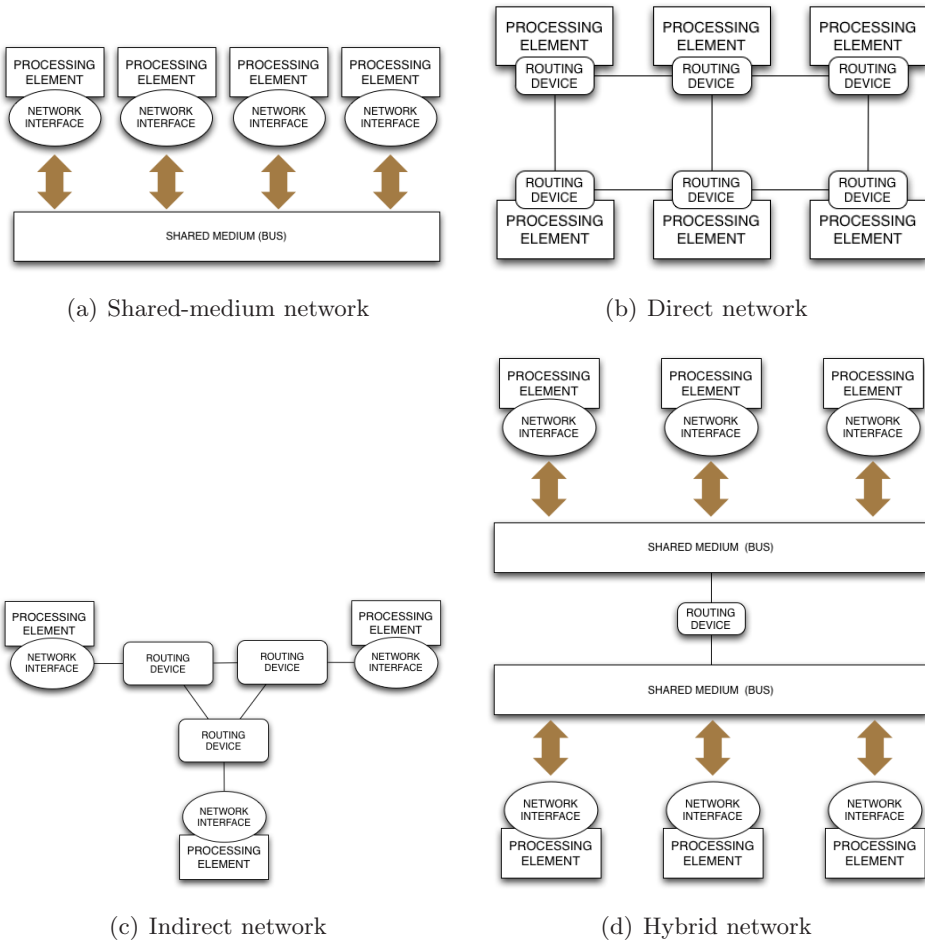 PROCESSING
ELEMENT
NETWORK
INTERFACE
PROCESSING
ELEMENT
NETWORK
INTERFACE
PROCESSING
ELEMENT
NETWORK
INTERFACE
PROCESSING
ELEMENT
NETWORK
INTERFACE
SHARED MEDIUM (BUS)
(a) Shared-medium network
PROCESSING
ELEMENT
ROUTING
DEVICE
PROCESSING
ELEMENT
ROUTING
DEVICE
PROCESSING
ELEMENT
ROUTING
DEVICE
ROUTING
DEVICE
PROCESSING
ELEMENT
ROUTING
DEVICE
PROCESSING
ELEMENT
ROUTING
DEVICE
PROCESSING
ELEMENT
(b) Direct network
PROCESSING
ELEMENT
NETWORK
INTERFACE
ROUTING
DEVICE
ROUTING
DEVICE
PROCESSING
ELEMENT
NETWORK
INTERFACE
ROUTING
DEVICE
NETWORK
INTERFACE
PROCESSING
ELEMENT
(c) Indirect network
PROCESSING
ELEMENT
NETWORK
INTERFACE
PROCESSING
ELEMENT
NETWORK
INTERFACE
PROCESSING
ELEMENT
NETWORK
INTERFACE
SHARED MEDIUM (BUS)
ROUTING
DEVICE
SHARED MEDIUM (BUS)
NETWORK
INTERFACE
PROCESSING
ELEMENT
NETWORK
INTERFACE
PROCESSING
ELEMENT
NETWORK
INTERFACE
PROCESSING
ELEMENT
(d) Hybrid network